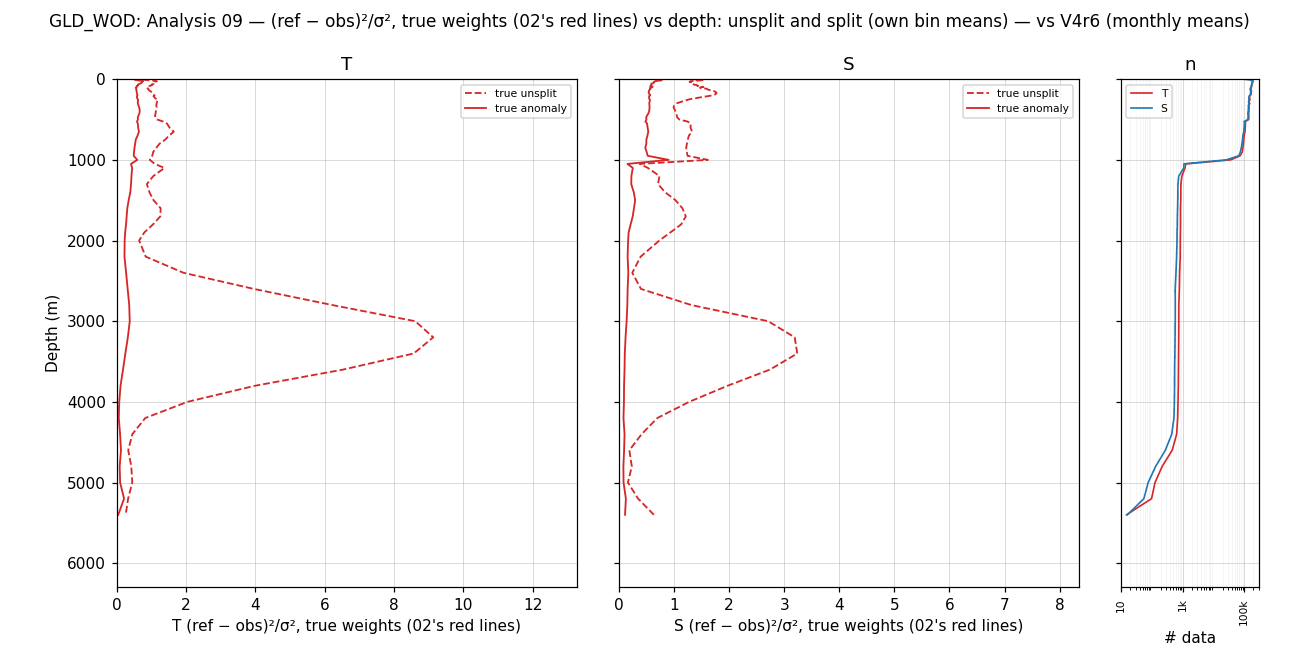 GLD_WOD: Analysis 09 — (ref − obs)²/σ², true weights (02's red lines) vs depth: unsplit and split (own bin means) — vs V4r6 (monthly means)
T
S
n
true unsplit
true anomaly
true unsplit
true anomaly
T
S
Depth (m)
0
1000
2000
3000
4000
5000
6000
0 2 4 6 8 10 12
0 1 2 3 4 5 6 7 8
10 1k 100k
T (ref − obs)²/σ², true weights (02's red lines)
S (ref − obs)²/σ², true weights (02's red lines)
# data